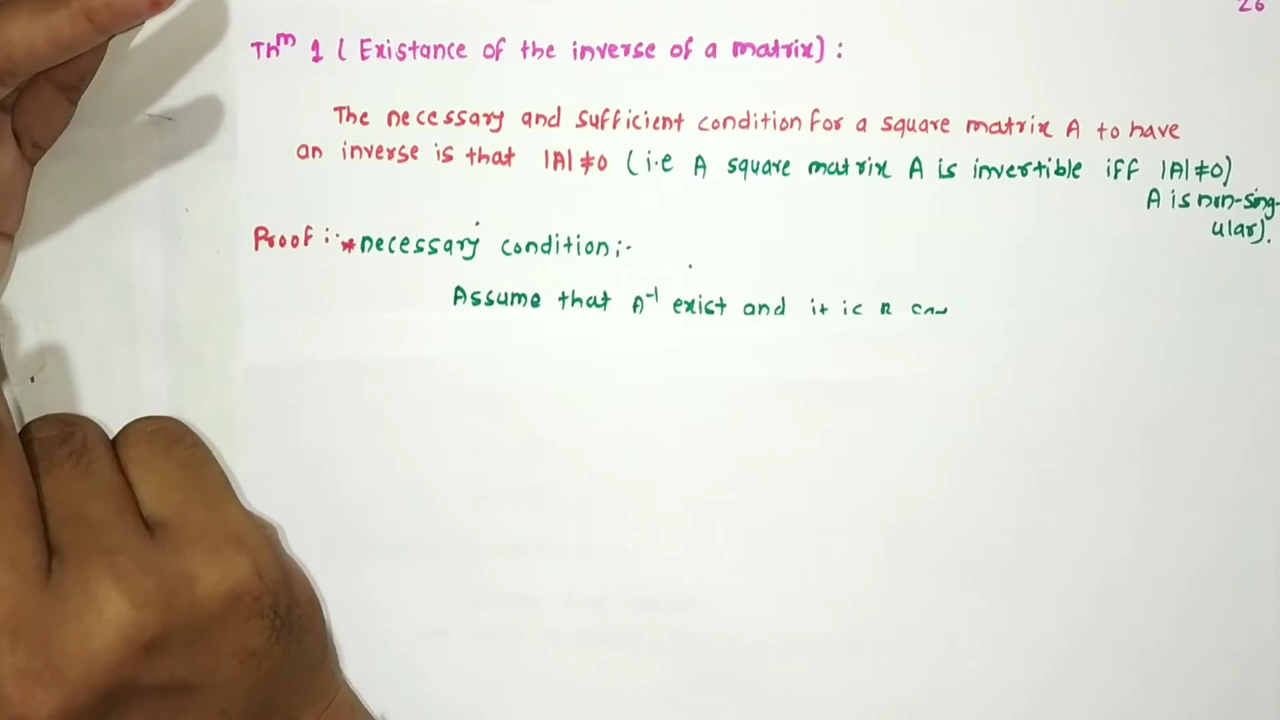 26
Thm 1 (Existance of the inverse of a matrix):
The necessary and sufficient condition for a square matrix A to have
an inverse is that |A| ≠ 0 (i.e A square matrix A is invertible iff |A| ≠ 0)
A is non-sing-
ular).
Proof :- * necessary condition:-
Assume that A⁻¹ exist and it is B